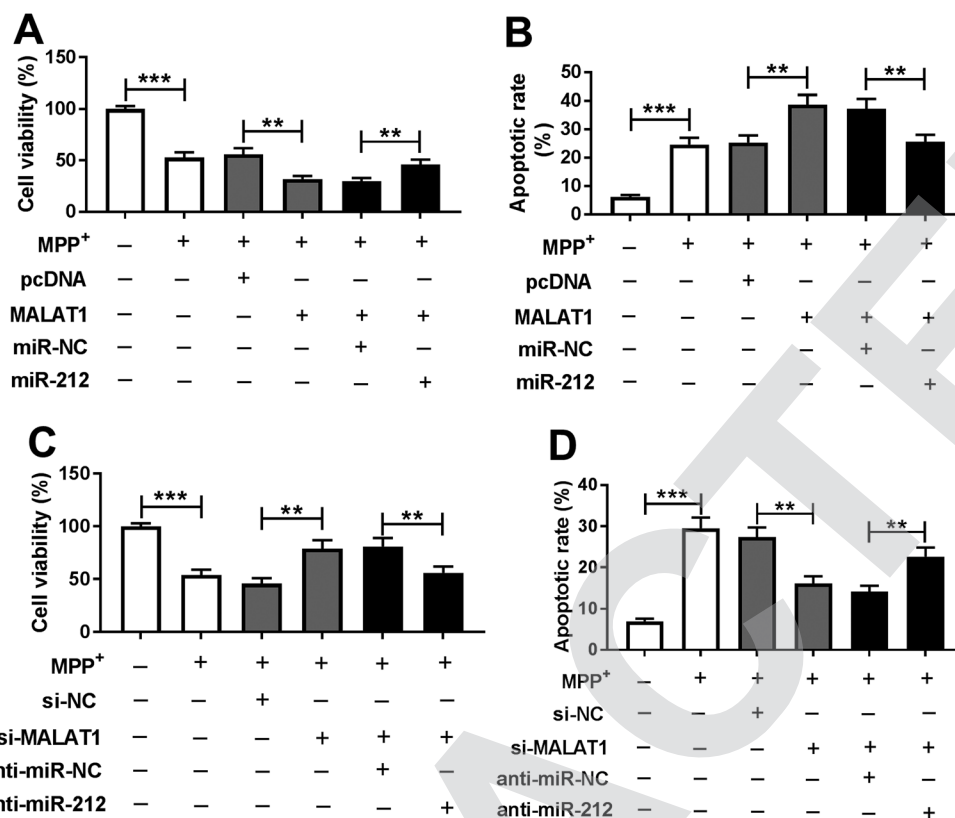 A
Cell viability (%)
150
100
50
0
***
**
**
MPP+ – + + + + +
pcDNA – – + – – –
MALAT1 – – – + + +
miR-NC – – – – + –
miR-212 – – – – – +
B
Apoptotic rate
(%)
50
40
30
20
10
0
***
**
**
MPP+ – + + + + +
pcDNA – – + – – –
MALAT1 – – – + + +
miR-NC – – – – + –
miR-212 – – – – – +
C
Cell viability (%)
150
100
50
0
***
**
**
MPP+ – + + + + +
si-NC – – + – – –
si-MALAT1 – – – + + +
nti-miR-NC – – – – + –
nti-miR-212 – – – – – +
D
Apoptotic rate (%)
40
30
20
10
0
***
**
**
MPP+ – + + + + +
si-NC – – + – – –
si-MALAT1 – – – + + +
anti-miR-NC – – – – + –
anti-miR-212 – – – – – +